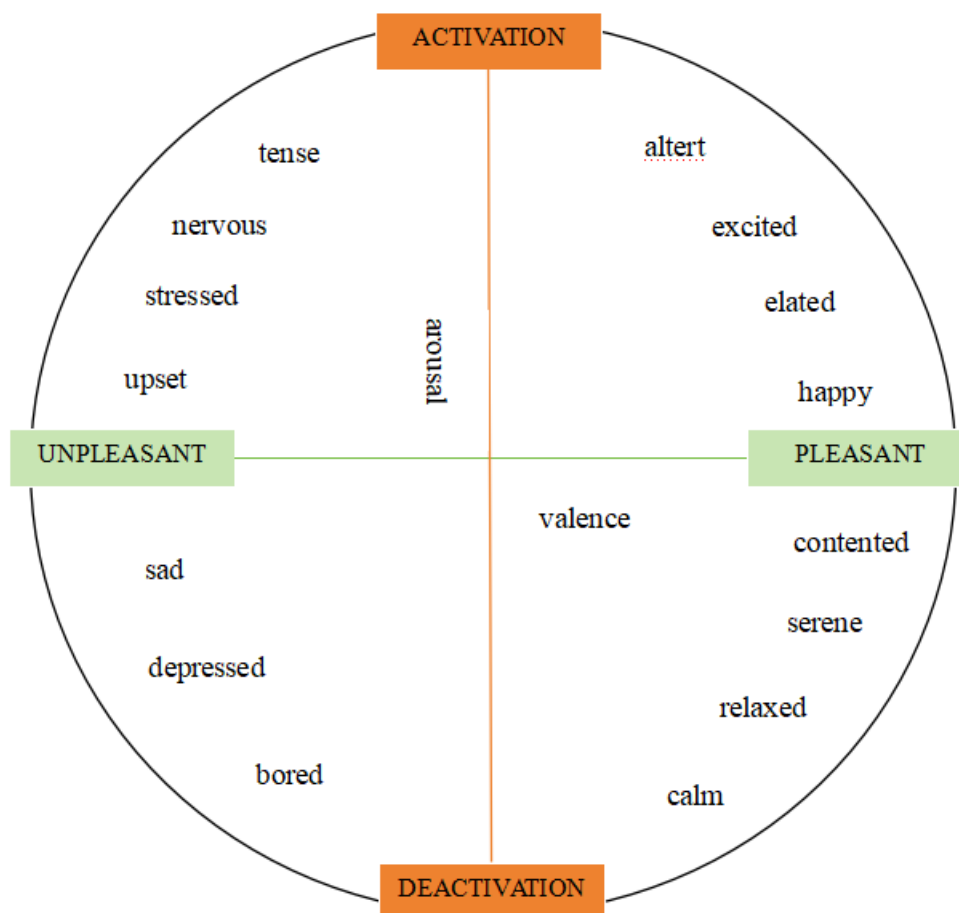 ACTIVATION
tense
altert
nervous
excited
stressed
elated
arousal
upset
happy
UNPLEASANT
PLEASANT
valence
contented
sad
serene
depressed
relaxed
bored
calm
DEACTIVATION